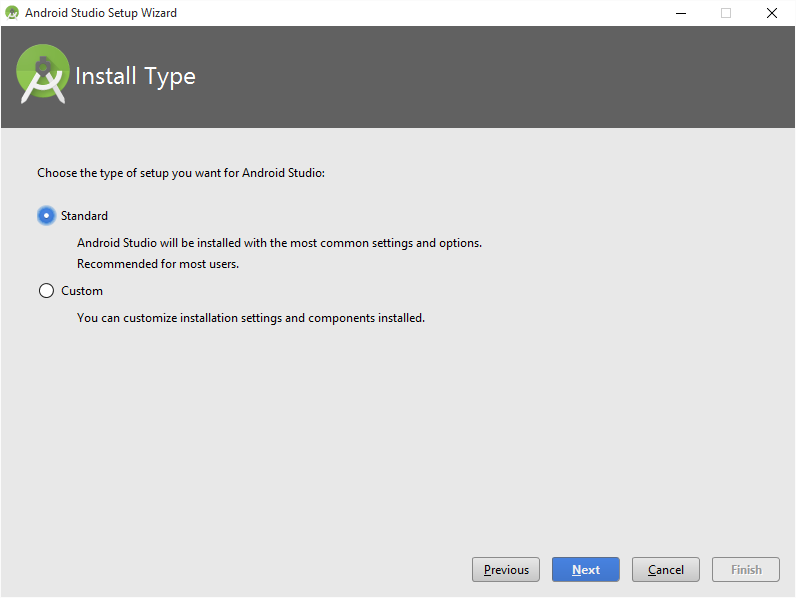 Android Studio Setup Wizard
Install Type
Choose the type of setup you want for Android Studio:
Standard
Android Studio will be installed with the most common settings and options.
Recommended for most users.
Custom
You can customize installation settings and components installed.
Previous Next Cancel Finish